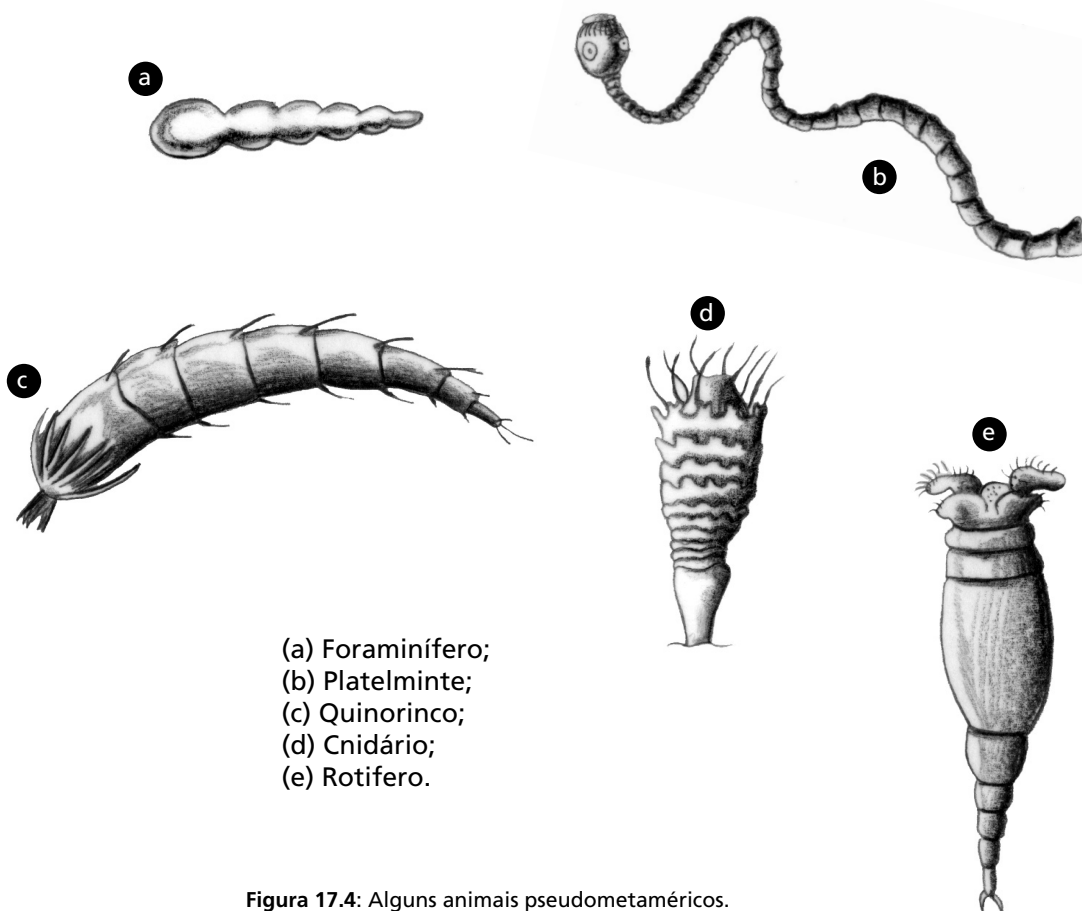 a
b
c
d
e
(a) Foraminífero;
(b) Platelminte;
(c) Quinorinco;
(d) Cnidário;
(e) Rotifero.
Figura 17.4: Alguns animais pseudometaméricos.